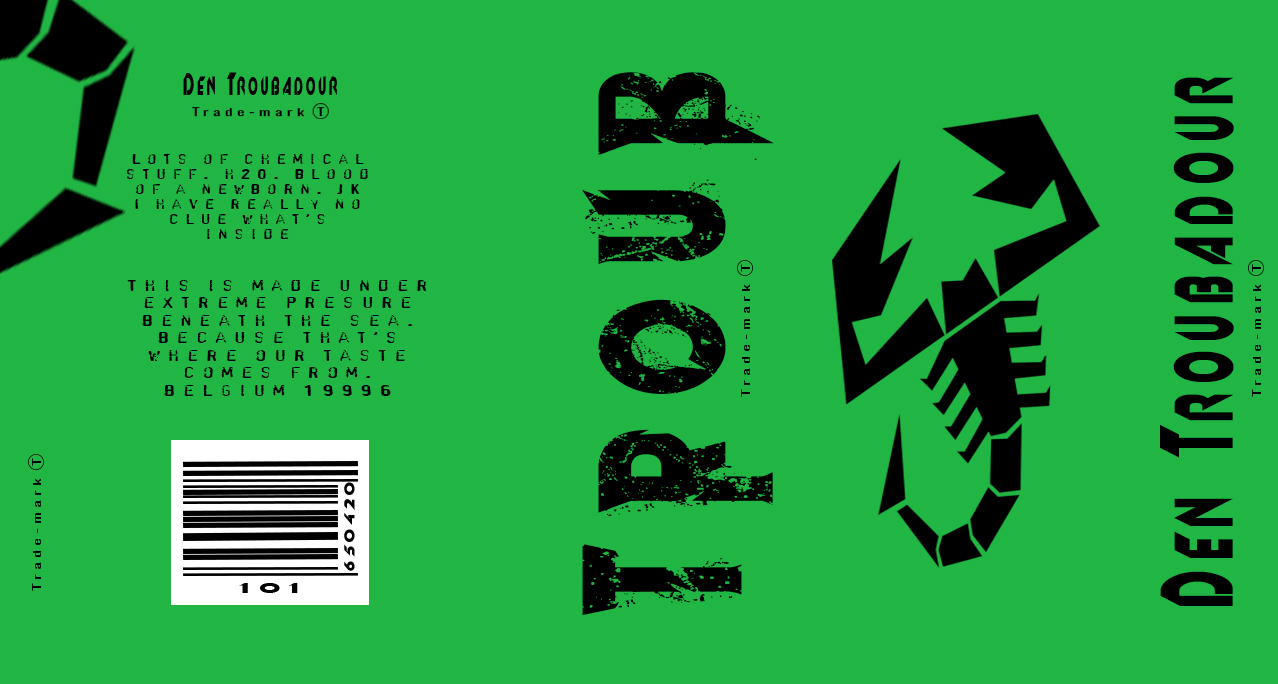 DEN TROUBADOUR
Trade-mark Ⓣ
LOTS OF CHEMICAL
STUFF. H2O. BLOOD
OF A NEWBORN. JK
I HAVE REALLY NO
CLUE WHAT'S
INSIDE
THIS IS MADE UNDER
EXTREME PRESURE
BENEATH THE SEA.
BECAUSE THAT'S
WHERE OUR TASTE
COMES FROM.
BELGIUM 19996
Trade-mark Ⓣ
650420
101
TROUB
Trade-mark Ⓣ
DEN TROUBADOUR
Trade-mark Ⓣ